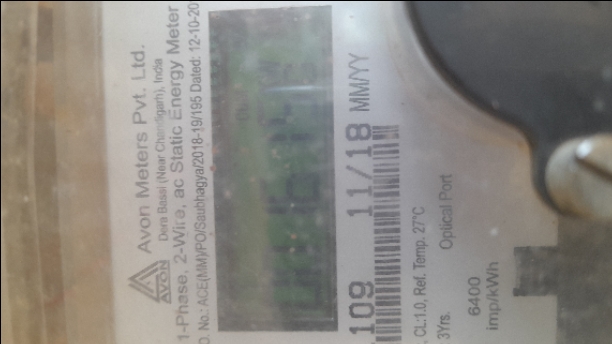 AVON
Avon Meters Pvt. Ltd.
Dera Bassi (Near Chandigarh), India
1-Phase, 2-Wire, ac Static Energy Meter
O. No.: ACE(MM)/PO/Saubhagya/2018-19/195 Dated: 12-10-20
109 11/18 MM/YY
CL:1.0, Ref. Temp. 27°C
3Yrs. Optical Port
6400
imp/kWh